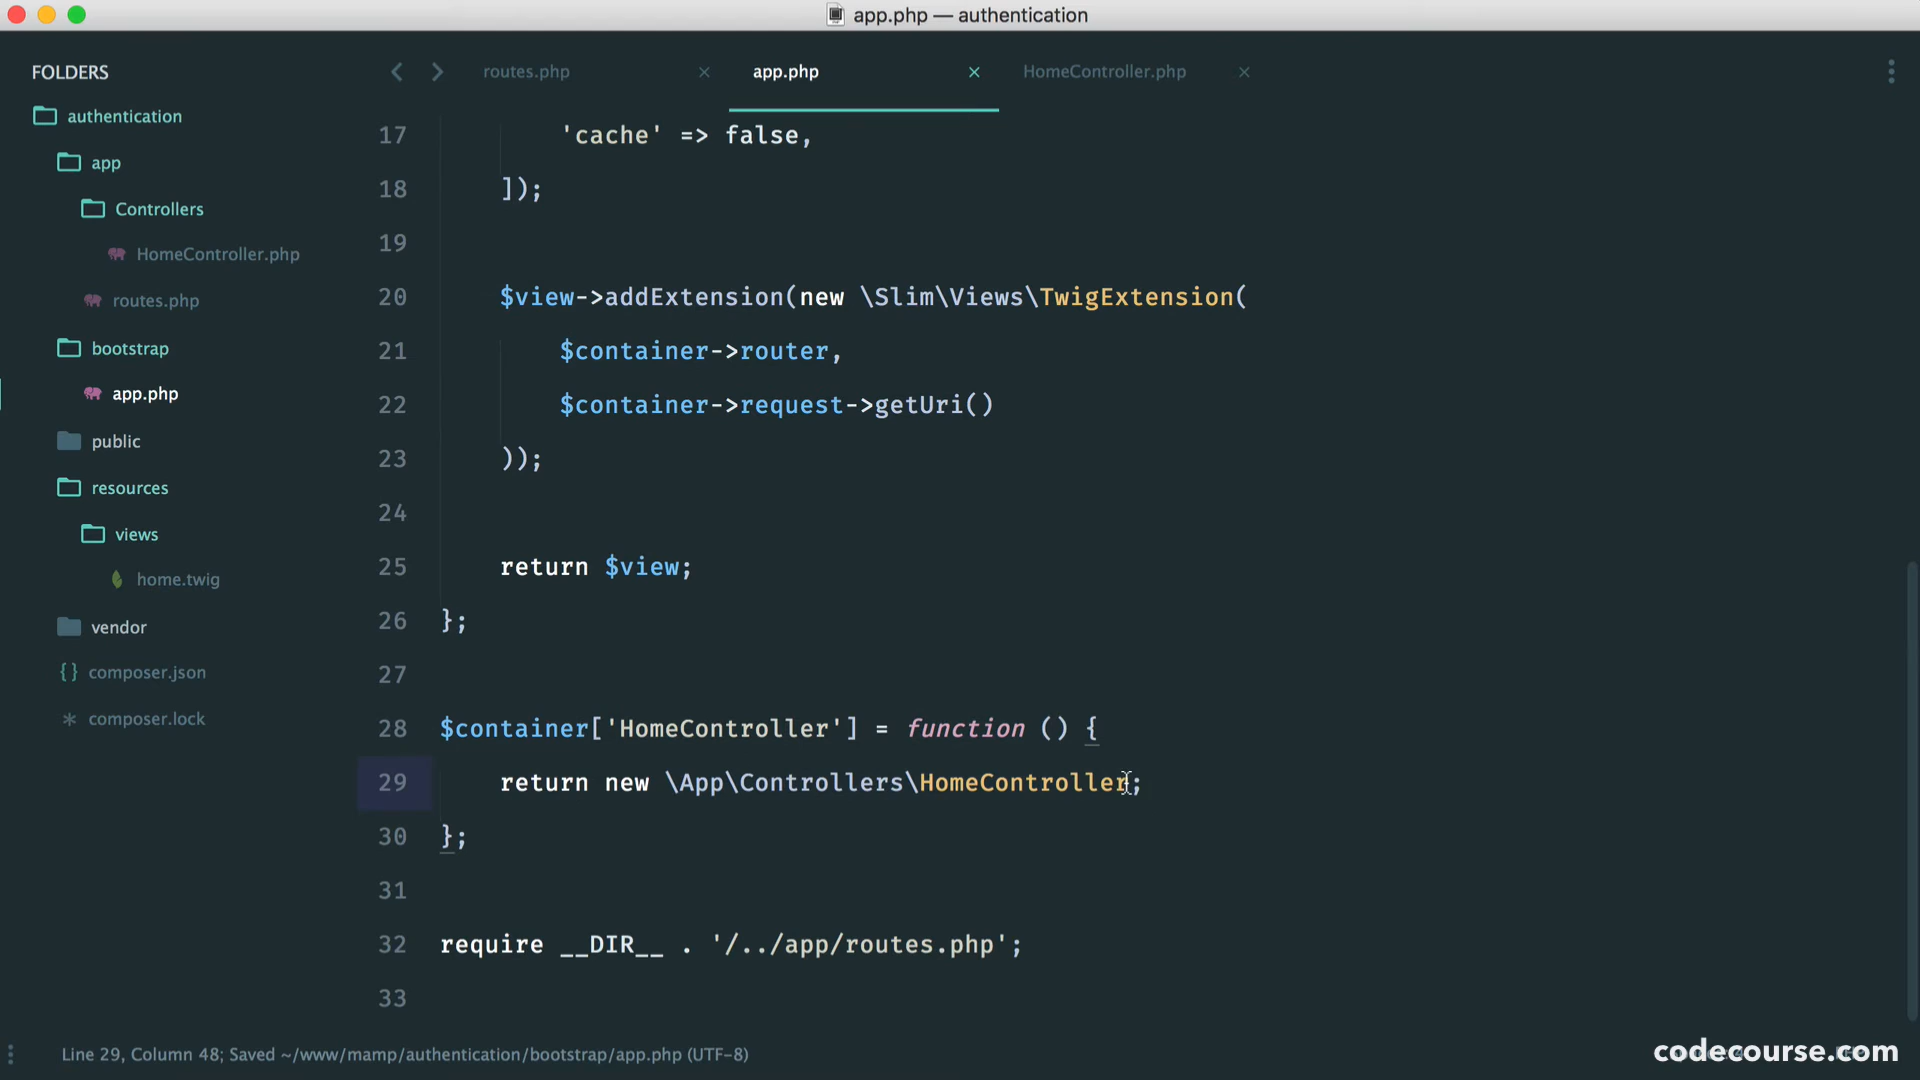 app.php — authentication
FOLDERS
authentication
app
Controllers
HomeController.php
routes.php
bootstrap
app.php
public
resources
views
home.twig
vendor
{} composer.json
* composer.lock
routes.php × app.php × HomeController.php ×
17 'cache' => false,
18 ]);
19
20 $view->addExtension(new \Slim\Views\TwigExtension(
21 $container->router,
22 $container->request->getUri()
23 ));
24
25 return $view;
26 };
27
28 $container['HomeController'] = function () {
29 return new \App\Controllers\HomeController;
30 };
31
32 require __DIR__ . '/../app/routes.php';
33
Line 29, Column 48; Saved ~/www/mamp/authentication/bootstrap/app.php (UTF-8)
codecourse.com